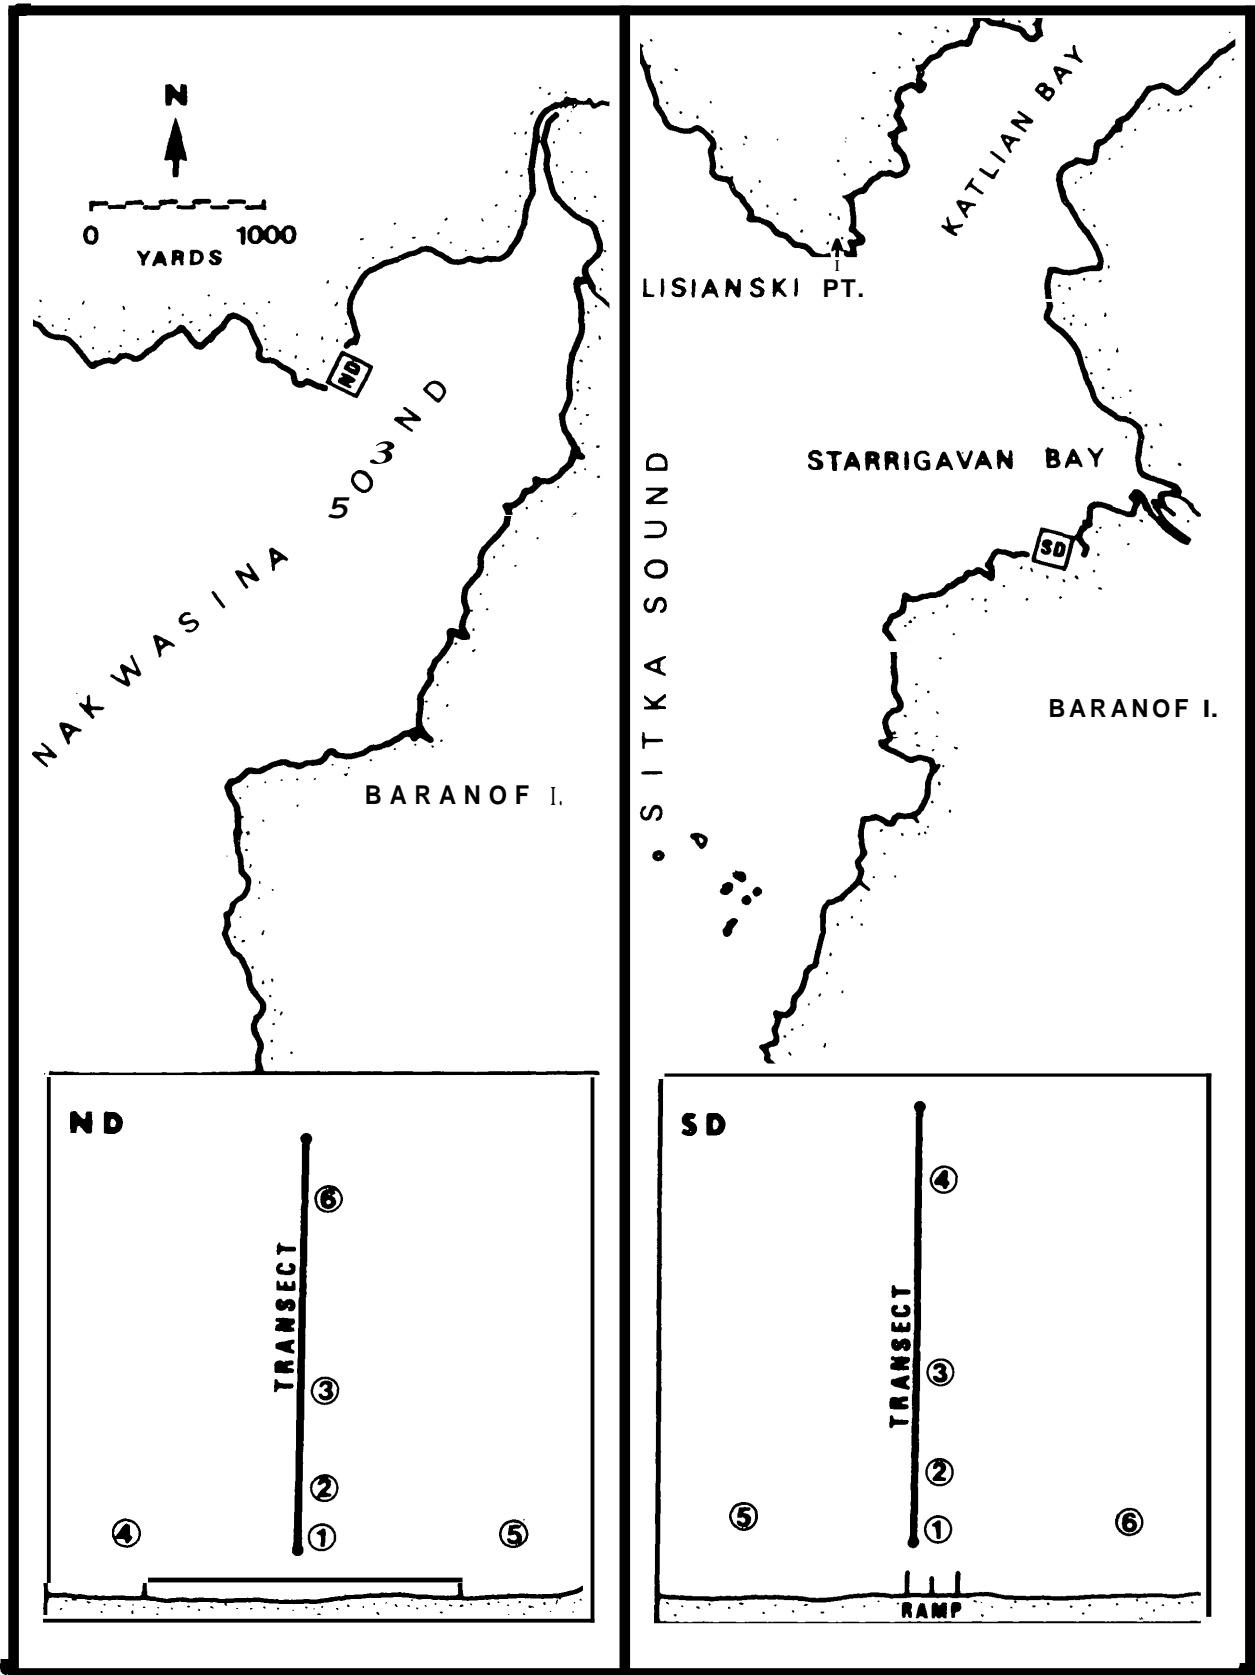 N
0 1000
YARDS
ND
NAKWASINA 503ND
BARANOF I.
KATLIAN BAY
I
LISIANSKI PT.
STARRIGAVAN BAY
SD
SITKA SOUND
BARANOF I.
ND
6
TRANSECT
3
2
4 1 5
SD
4
TRANSECT
3
2
5 1 6
RAMP